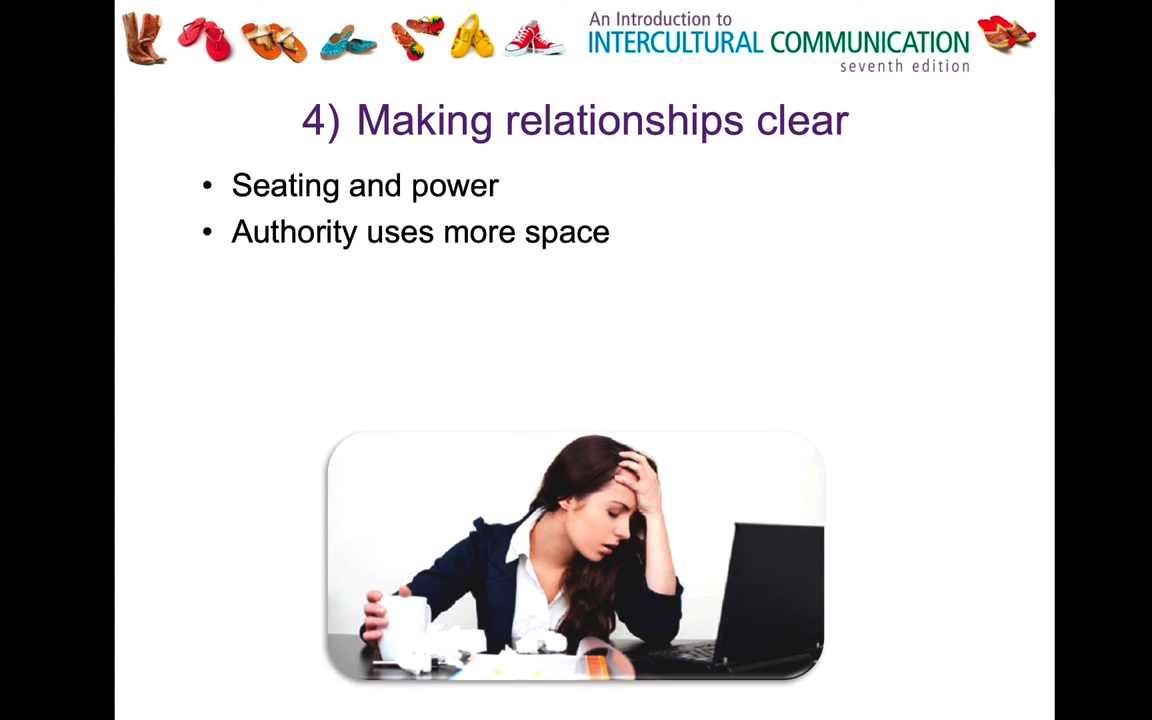 An Introduction to
INTERCULTURAL COMMUNICATION
seventh edition
4) Making relationships clear
• Seating and power
• Authority uses more space